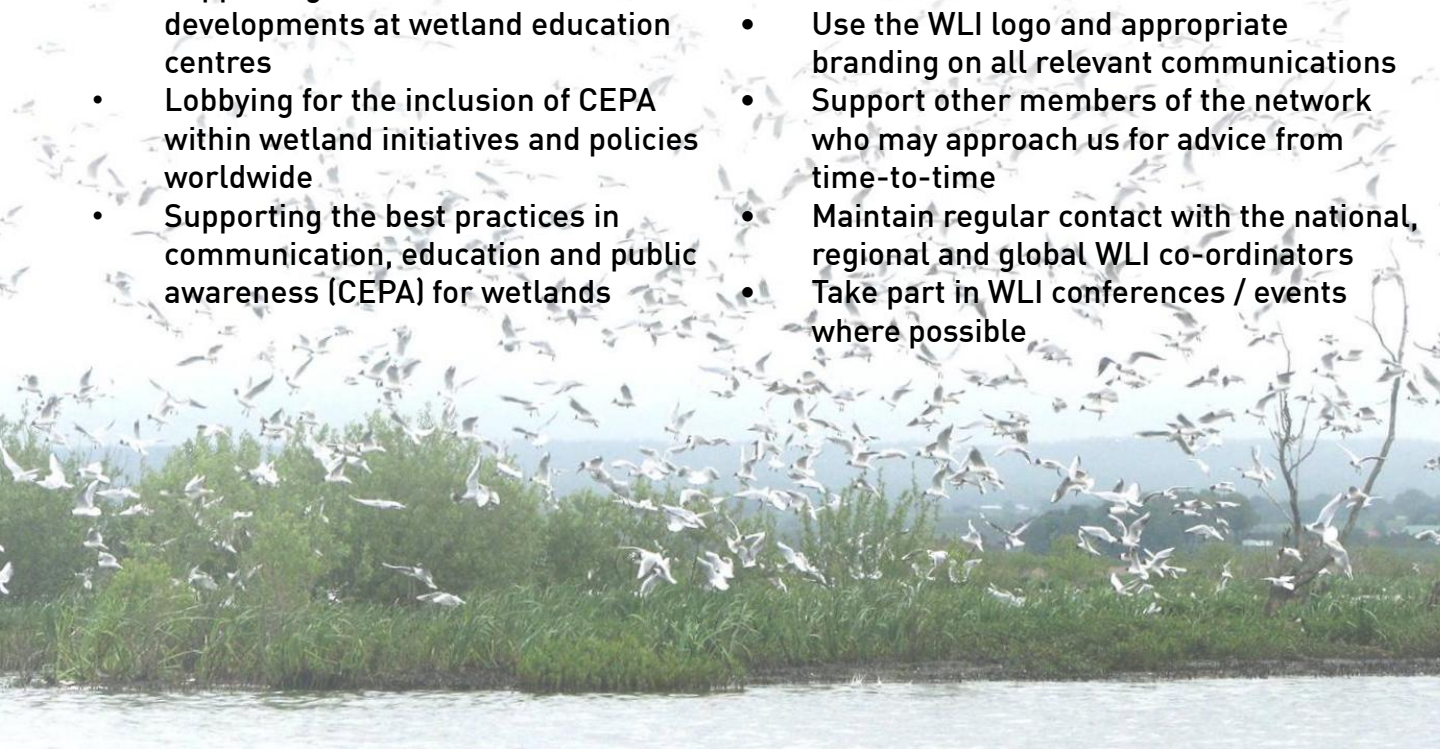 developments at wetland education
centres
• Lobbying for the inclusion of CEPA
within wetland initiatives and policies
worldwide
• Supporting the best practices in
communication, education and public
awareness (CEPA) for wetlands
• Use the WLI logo and appropriate
branding on all relevant communications
• Support other members of the network
who may approach us for advice from
time-to-time
• Maintain regular contact with the national,
regional and global WLI co-ordinators
• Take part in WLI conferences / events
where possible